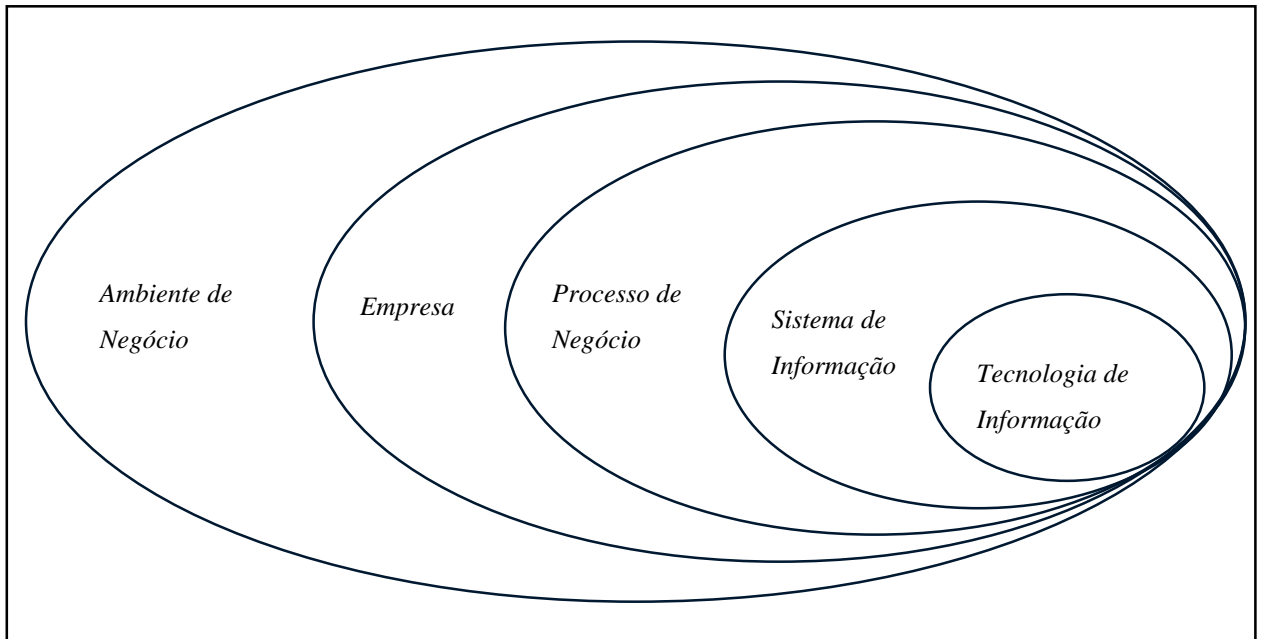 Ambiente de
Negócio
Empresa
Processo de
Negócio
Sistema de
Informação
Tecnologia de
Informação